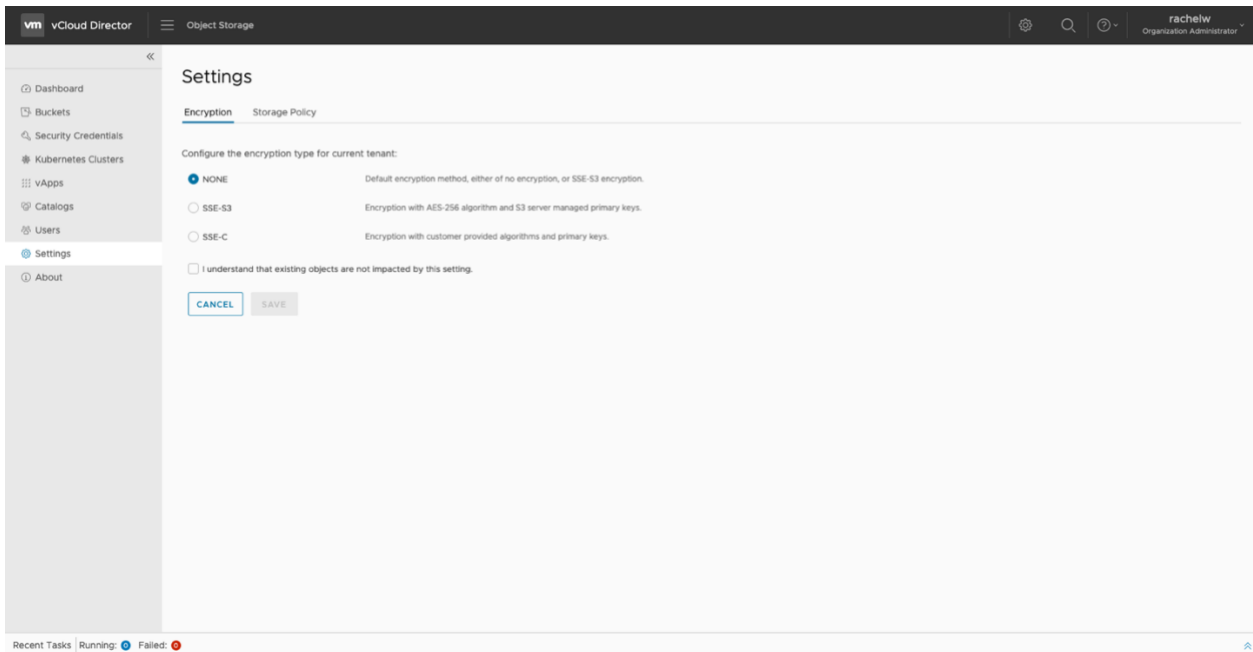 vm vCloud Director Object Storage rachelw
Organization Administrator
Settings
Dashboard
Buckets
Security Credentials
Kubernetes Clusters
vApps
Catalogs
Users
Settings
About
Encryption Storage Policy
Configure the encryption type for current tenant:
NONE Default encryption method, either of no encryption, or SSE-S3 encryption.
SSE-S3 Encryption with AES-256 algorithm and S3 server managed primary keys.
SSE-C Encryption with customer provided algorithms and primary keys.
I understand that existing objects are not impacted by this setting.
CANCEL SAVE
Recent Tasks Running: 0 Failed: 0